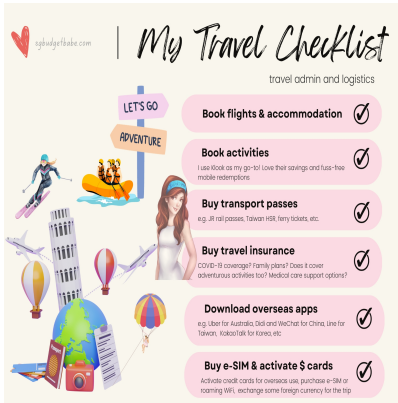 sgbudgetbabe.com
My Travel Checklist
travel admin and logistics
LET'S GO
ADVENTURE
Book flights & accommodation
Book activities
I use Klook as my go-to! Love their savings and fuss-free
mobile redemptions
Buy transport passes
e.g. JR rail passes, Taiwan HSR, ferry tickets, etc.
Buy travel insurance
COVID-19 coverage? Family plans? Does it cover
adventurous activities too? Medical care support options?
Download overseas apps
e.g. Uber for Australia, Didi and WeChat for China, Line for
Taiwan, KakaoTalk for Korea, etc.
Buy e-SIM & activate $ cards
Activate credit cards for overseas use, purchase e-SIM or
roaming WiFi, exchange some foreign currency for the trip